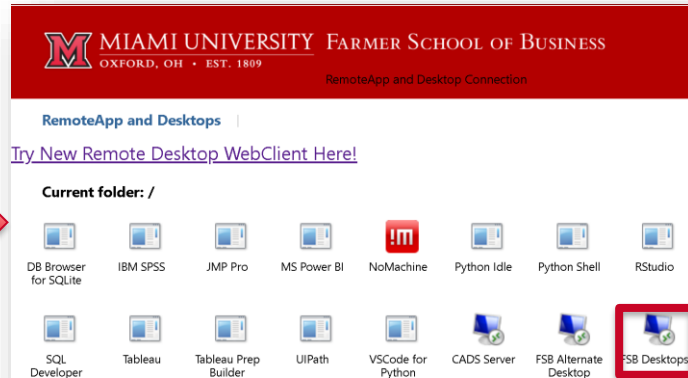 MIAMI UNIVERSITY FARMER SCHOOL OF BUSINESS
OXFORD, OH • EST. 1809
RemoteApp and Desktop Connection
RemoteApp and Desktops
Try New Remote Desktop WebClient Here!
Current folder: /
DB Browser for SQLite
IBM SPSS
JMP Pro
MS Power BI
NoMachine
Python Idle
Python Shell
RStudio
SQL Developer
Tableau
Tableau Prep Builder
UIPath
VSCode for Python
CADS Server
FSB Alternate Desktop
FSB Desktops